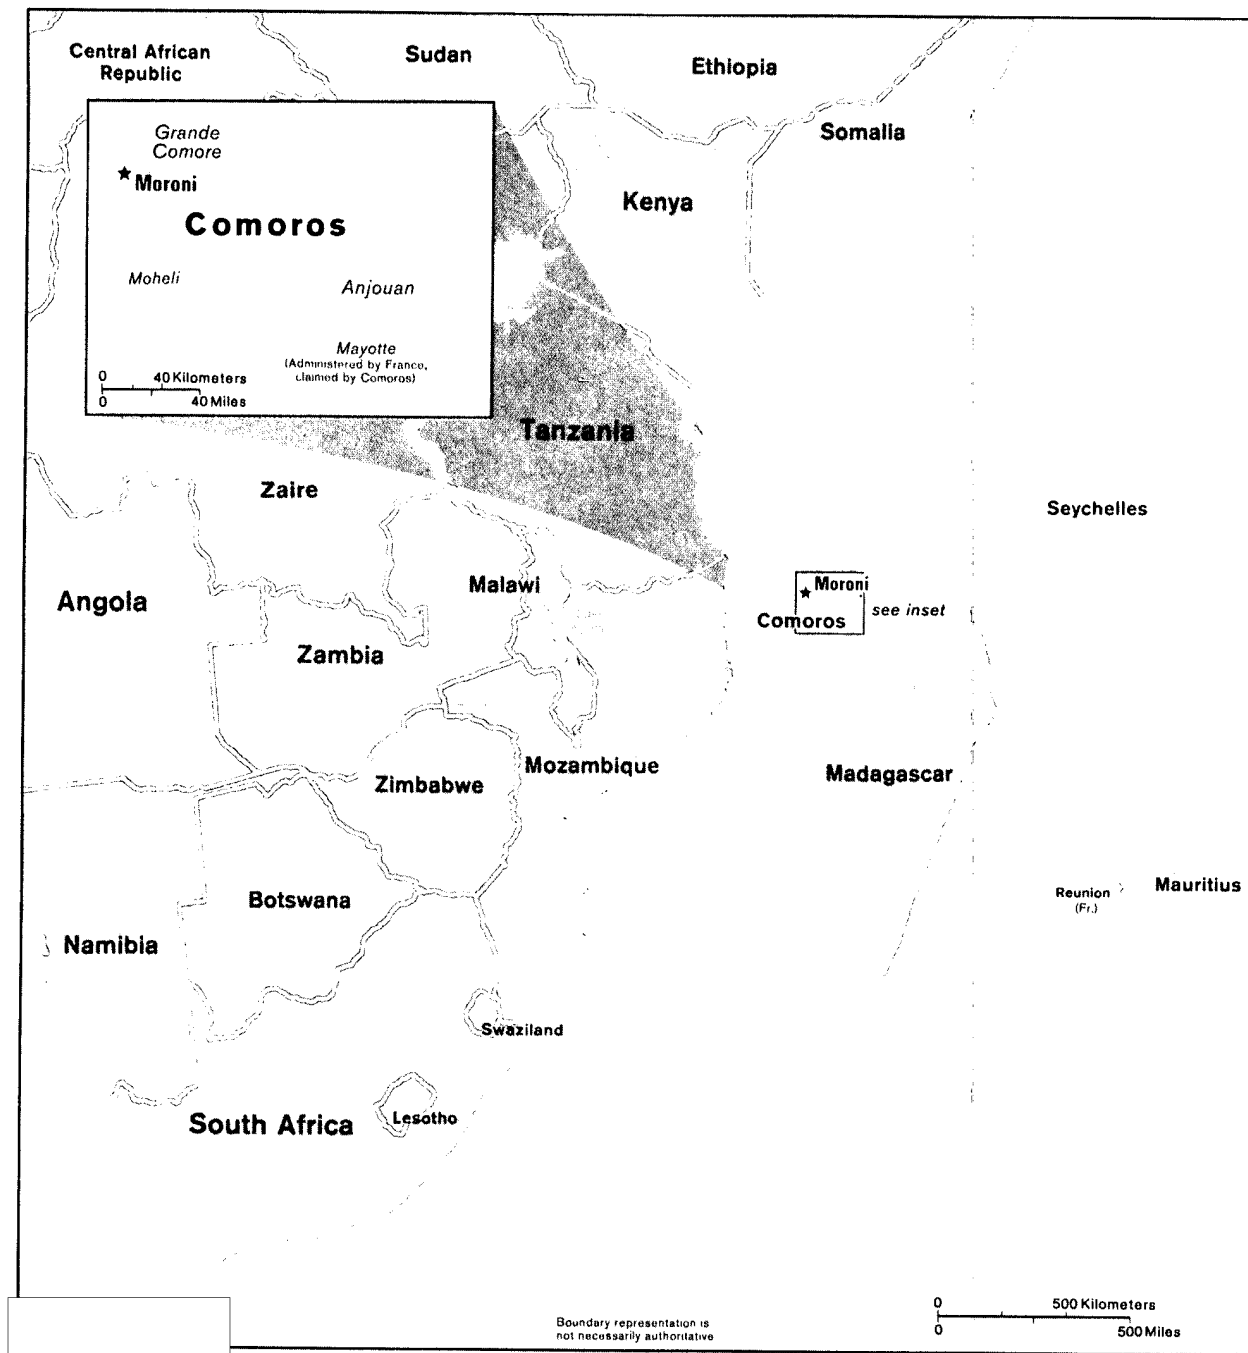 Central African
Republic
Sudan
Ethiopia
Somalia
Kenya
Grande
Comore
★ Moroni
Comoros
Moheli
Anjouan
Mayotte
(Administered by France,
claimed by Comoros)
0 40 Kilometers
0 40 Miles
Tanzania
Zaire
Seychelles
Angola
Malawi
★ Moroni
Comoros
see inset
Zambia
Mozambique
Madagascar
Zimbabwe
Botswana
Reunion
(Fr.)
Mauritius
Namibia
Swaziland
South Africa
Lesotho
0 500 Kilometers
0 500 Miles
Boundary representation is
not necessarily authoritative